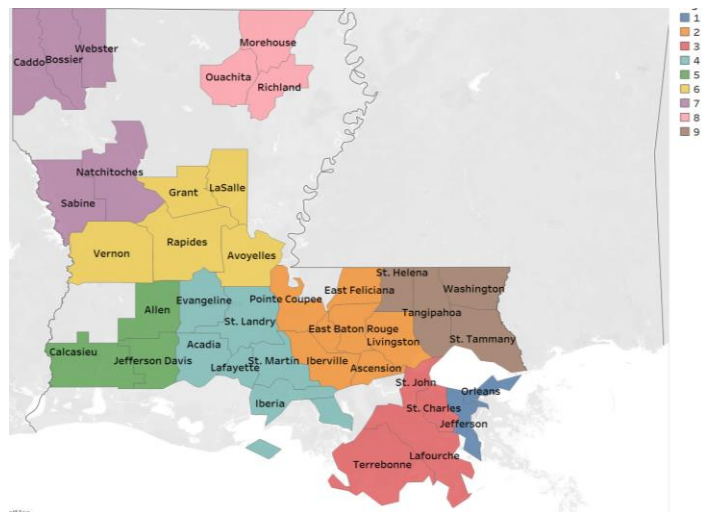 1
2
3
4
5
6
7
8
9
Morehouse
Webster
Caddo Bossier
Ouachita
Richland
Natchitoches
Sabine
Grant
LaSalle
Vernon
Rapides
Avoyelles
St. Helena
Washington
East Feliciana
Evangeline
Pointe Coupee
Allen
Tangipahoa
St. Landry
East Baton Rouge
Acadia
Livingston
St. Tammany
Calcasieu
Jefferson Davis
St. Martin
Iberville
Lafayette
Ascension
St. John
Orleans
Iberia
St. Charles
Jefferson
Lafourche
Terrebonne